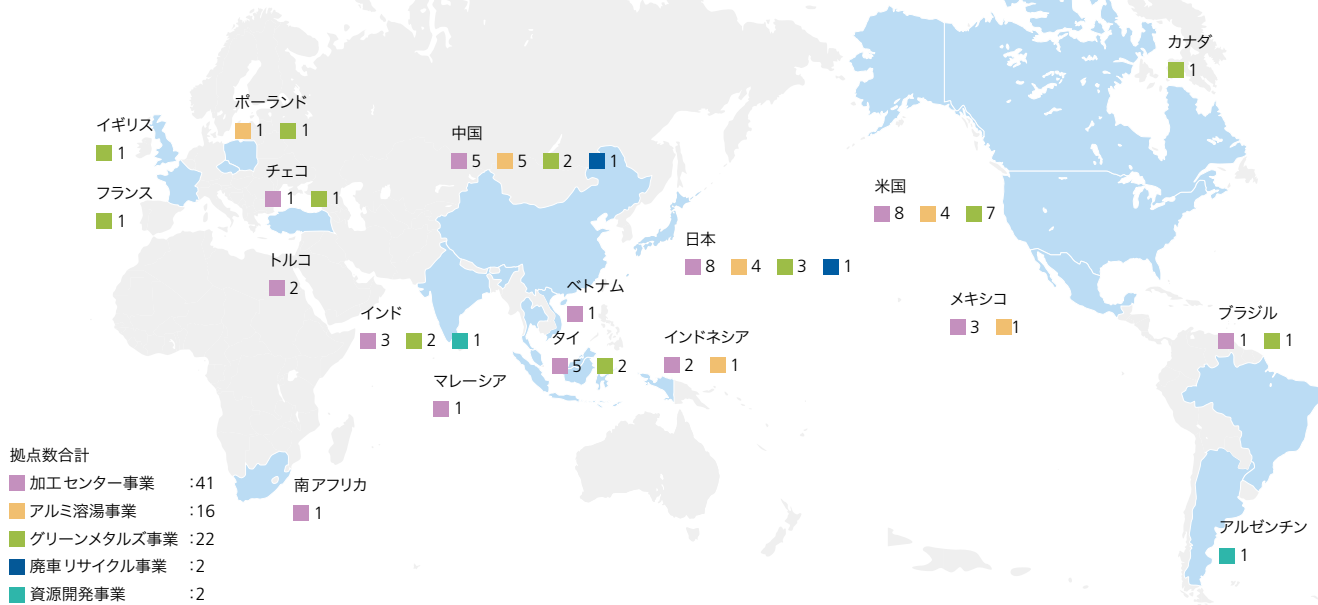 カナダ
1
ポーランド
1 1
イギリス
1
中国
5 5 2 1
チェコ
1 1
フランス
1
米国
8 4 7
日本
8 4 3 1
トルコ
2
ベトナム
1
インド
3 2 1
メキシコ
3 1
ブラジル
1 1
タイ
5 2
インドネシア
2 1
マレーシア
1
南アフリカ
1
アルゼンチン
1
拠点数合計
加工センター事業 :41
アルミ溶湯事業 :16
グリーンメタルズ事業 :22
廃車リサイクル事業 :2
資源開発事業 :2